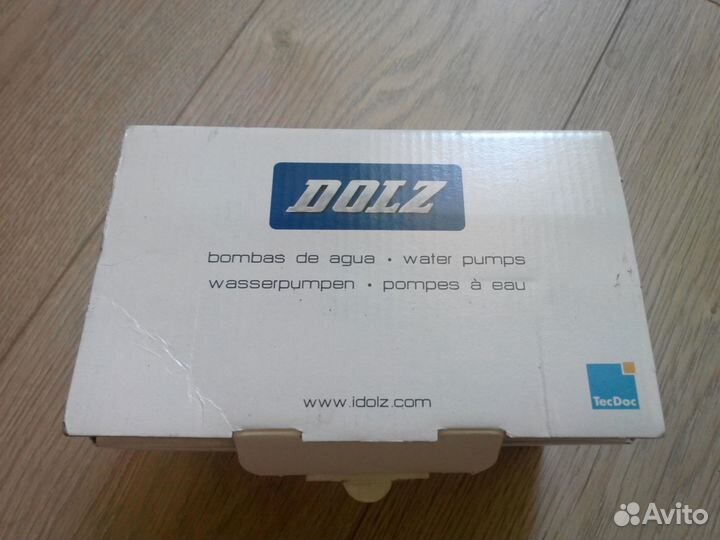 DOLZ
bombas de agua • water pumps
wasserpumpen • pompes à eau
www.idolz.com
TecDoc
Avito